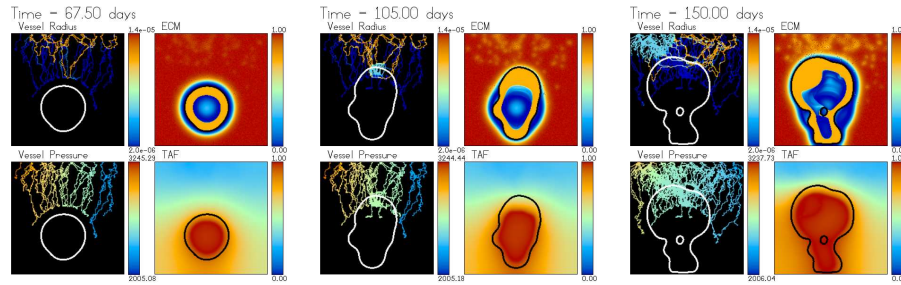 Time - 67.50 days
Vessel Radius
1.4e-05
ECM
1.00
2.0e-06
0.00
Vessel Pressure
3245.29
TAF
1.00
2005.08
0.00
Time - 105.00 days
Vessel Radius
1.4e-05
ECM
1.00
2.0e-06
0.00
Vessel Pressure
3244.44
TAF
1.00
2005.18
0.00
Time - 150.00 days
Vessel Radius
1.4e-05
ECM
1.00
2.0e-06
0.00
Vessel Pressure
3237.73
TAF
1.00
2006.04
0.00